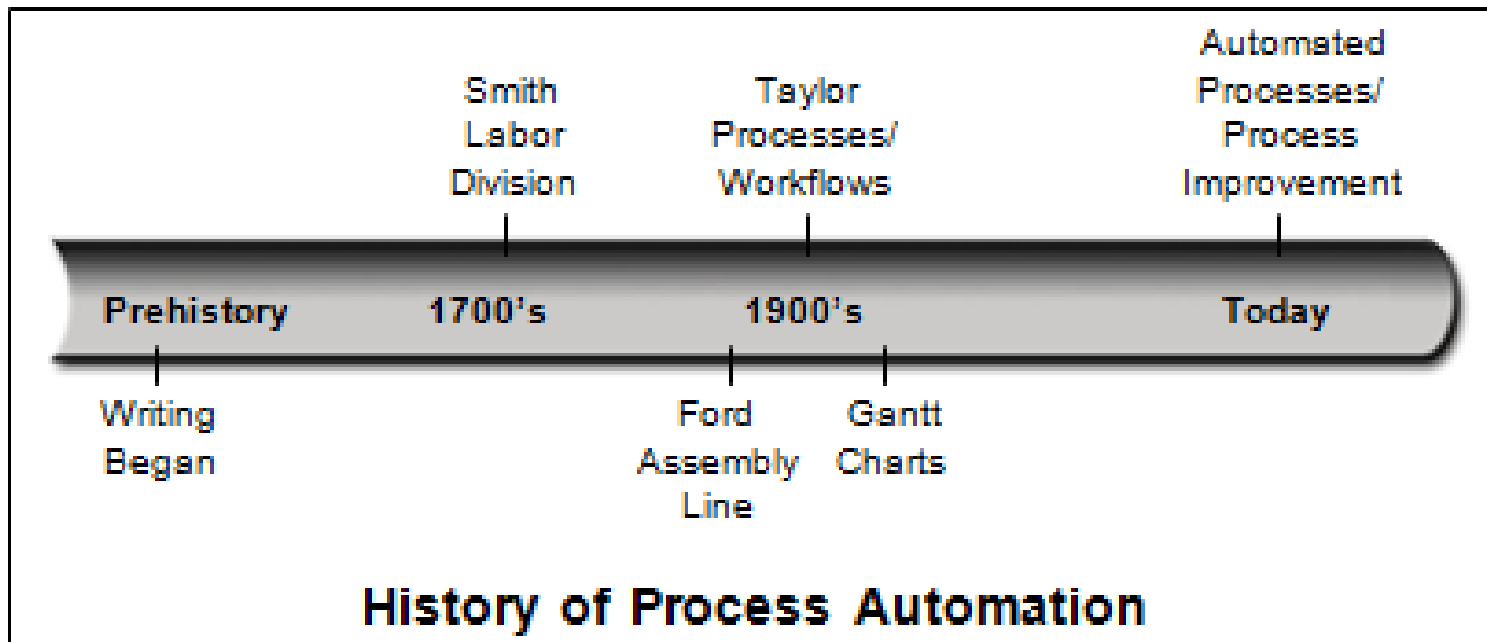 Smith
Labor
Division
Taylor
Processes/
Workflows
Automated
Processes/
Process
Improvement
Prehistory
1700's
1900's
Today
Writing
Began
Ford
Assembly
Line
Gantt
Charts
History of Process Automation